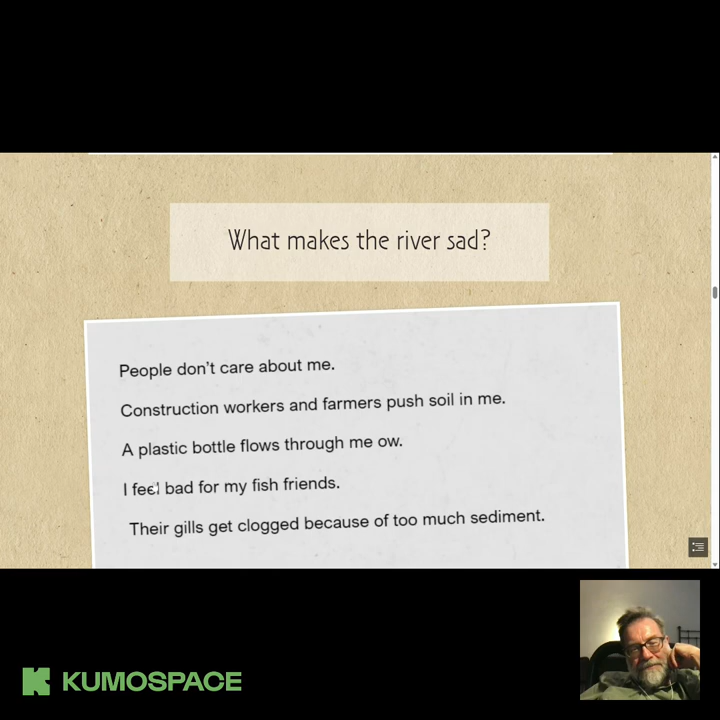 What makes the river sad?
People don't care about me.
Construction workers and farmers push soil in me.
A plastic bottle flows through me ow.
I feel bad for my fish friends.
Their gills get clogged because of too much sediment.
KUMOSPACE